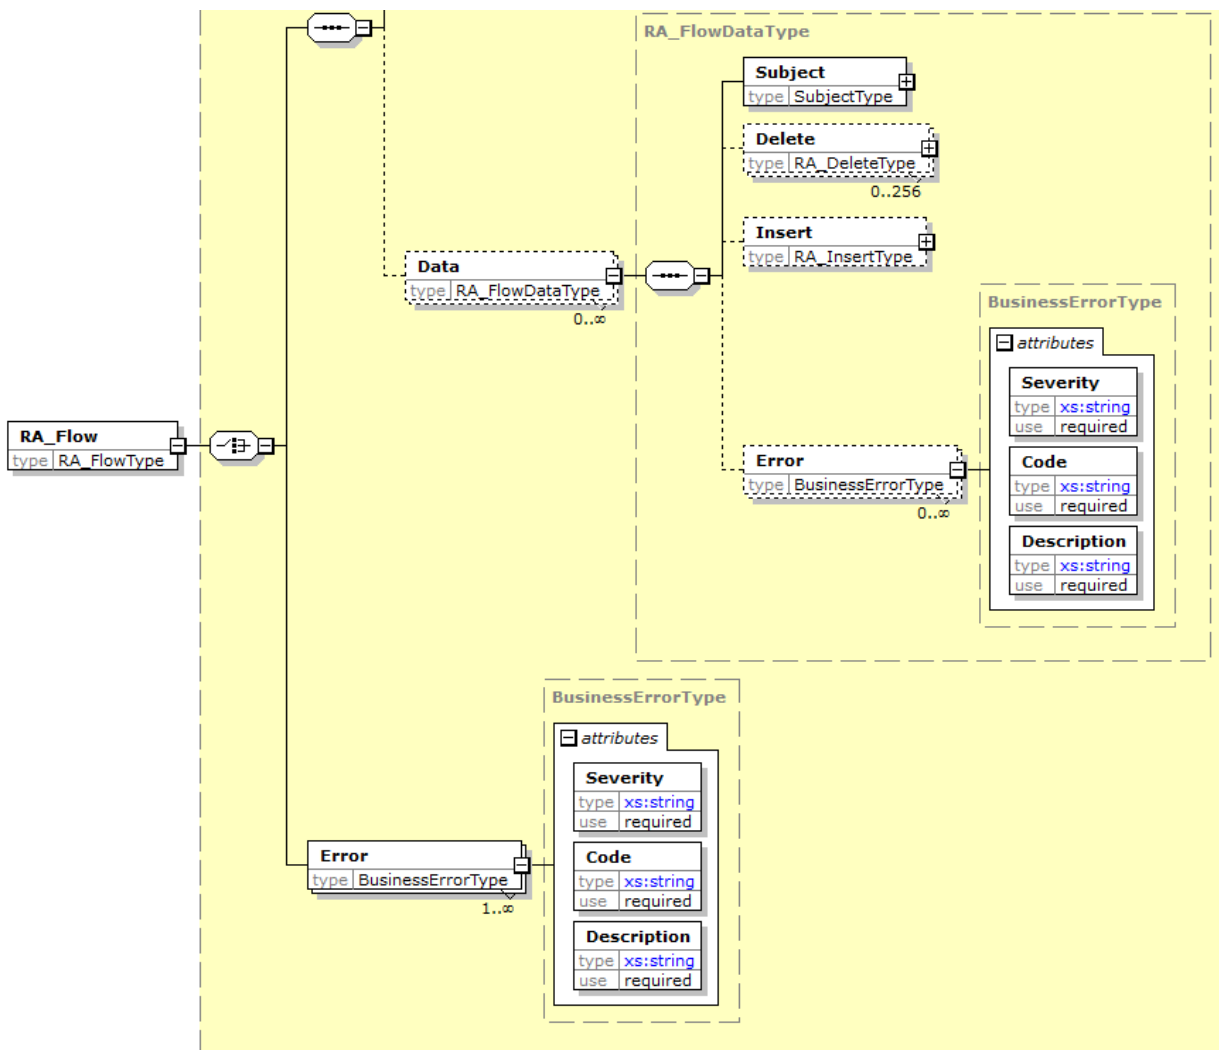 RA_FlowDataType
Subject
type SubjectType
Delete
type RA_DeleteType
0..256
Insert
type RA_InsertType
Data
type RA_FlowDataType
0..∞
BusinessErrorType
attributes
Severity
type xs:string
use required
Code
type xs:string
use required
Description
type xs:string
use required
Error
type BusinessErrorType
0..∞
RA_Flow
type RA_FlowType
BusinessErrorType
attributes
Severity
type xs:string
use required
Code
type xs:string
use required
Description
type xs:string
use required
Error
type BusinessErrorType
1..∞